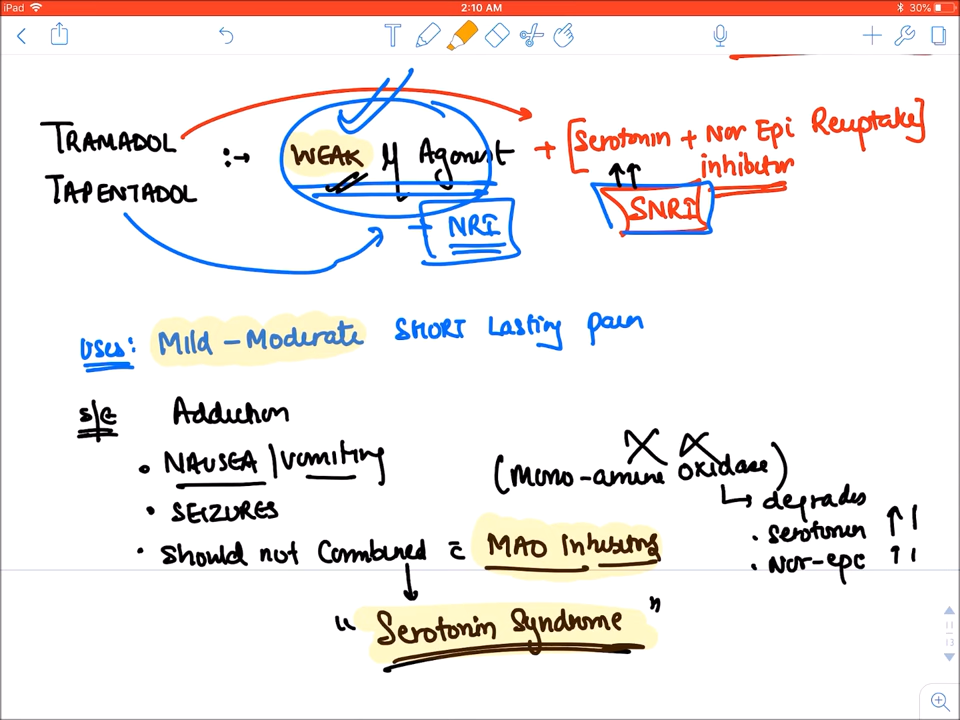 iPad 2:10 AM 30%
T
TRAMADOL
TAPENTADOL
:→ WEAK μ Agonist + [Serotonin + Nor Epi Reuptake]
inhibitor
↑↑
SNRI
+ NRI
Uses: Mild - Moderate SHORT Lasting pain
s/e Addiction
• NAUSEA / vomiting
• SEIZURES
(Mono-amine oxidase)
↳ degrades
• Serotonin ↑↑
• Nor-epi ↑↑
• Should not Combined c̄ MAO Inhibitors
↓
" Serotonin Syndrome "